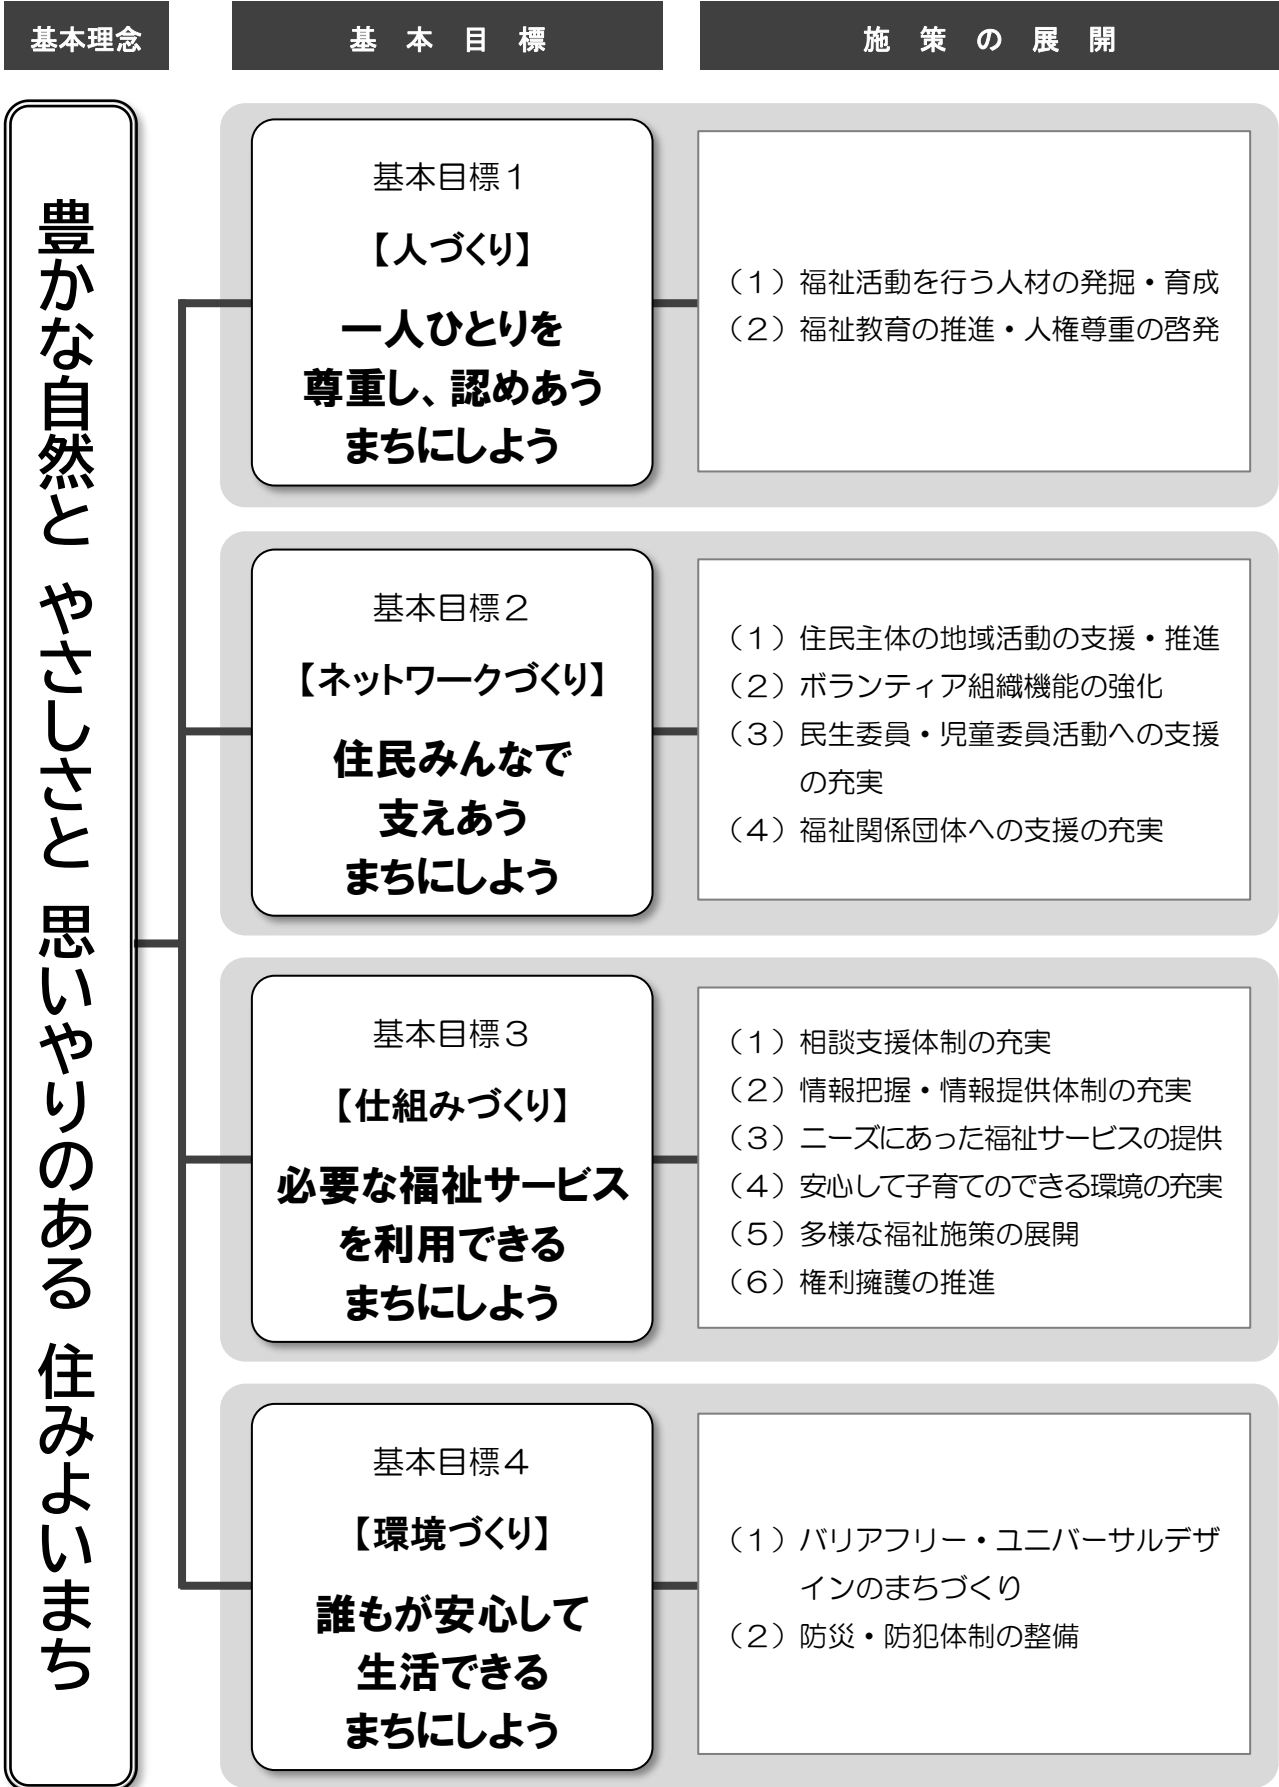 基本理念
基本目標
施策の展開
豊かな自然と やさしさと 思いやりのある 住みよいまち
基本目標１
【人づくり】
一人ひとりを
尊重し、認めあう
まちにしよう
（１）福祉活動を行う人材の発掘・育成
（２）福祉教育の推進・人権尊重の啓発
基本目標２
【ネットワークづくり】
住民みんなで
支えあう
まちにしよう
（１）住民主体の地域活動の支援・推進
（２）ボランティア組織機能の強化
（３）民生委員・児童委員活動への支援
の充実
（４）福祉関係団体への支援の充実
基本目標３
【仕組みづくり】
必要な福祉サービス
を利用できる
まちにしよう
（１）相談支援体制の充実
（２）情報把握・情報提供体制の充実
（３）ニーズにあった福祉サービスの提供
（４）安心して子育てのできる環境の充実
（５）多様な福祉施策の展開
（６）権利擁護の推進
基本目標４
【環境づくり】
誰もが安心して
生活できる
まちにしよう
（１）バリアフリー・ユニバーサルデザ
インのまちづくり
（２）防災・防犯体制の整備